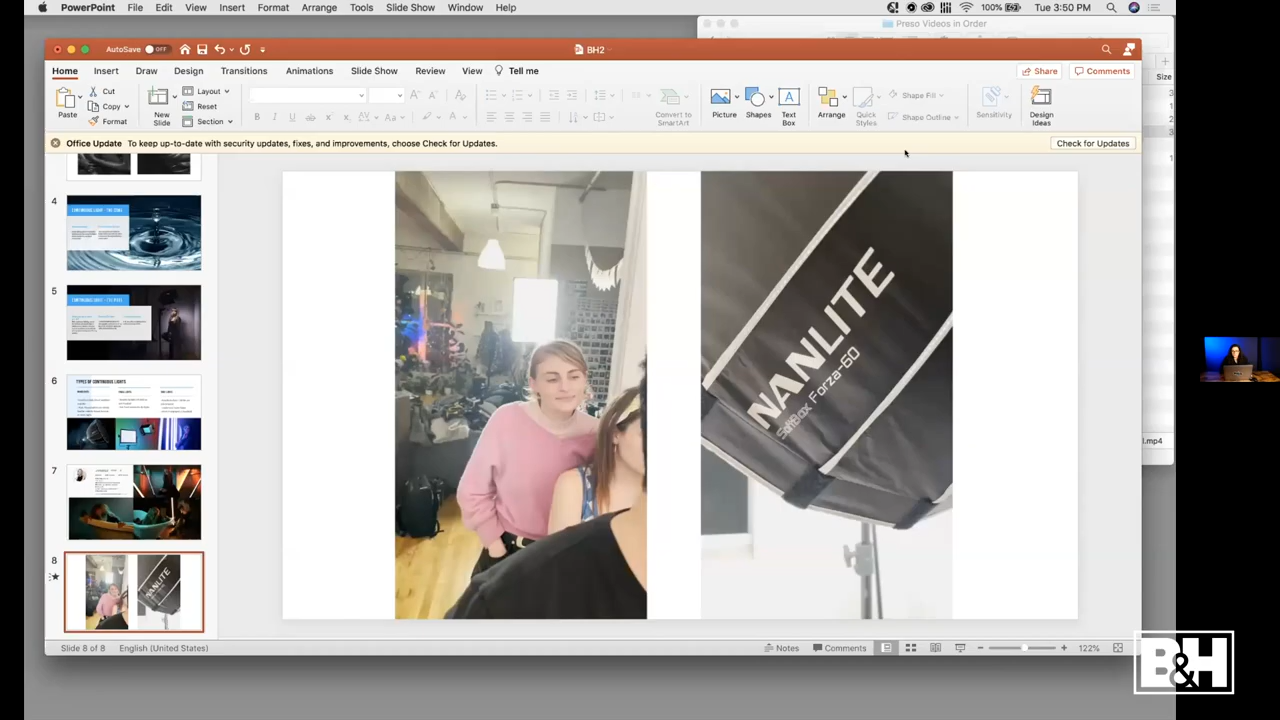 PowerPoint File Edit View Insert Format Arrange Tools Slide Show Window Help 100% Tue 3:50 PM
Preso Videos in Order
AutoSave OFF BH2
Home Insert Draw Design Transitions Animations Slide Show Review View Tell me Share Comments
Size
Paste Cut Copy Format
New Slide Layout Reset Section
Convert to SmartArt
Picture Shapes Text Box Arrange Quick Styles Shape Fill Shape Outline Sensitivity Design Ideas
Office Update To keep up-to-date with security updates, fixes, and improvements, choose Check for Updates. Check for Updates
4
5
6
TYPES OF CONTINUOUS LIGHTS
7
8
NANLITE
NANLITE
SoftBox Forza-60
l.mp4
Slide 8 of 8 English (United States) Notes Comments 122%
B&H